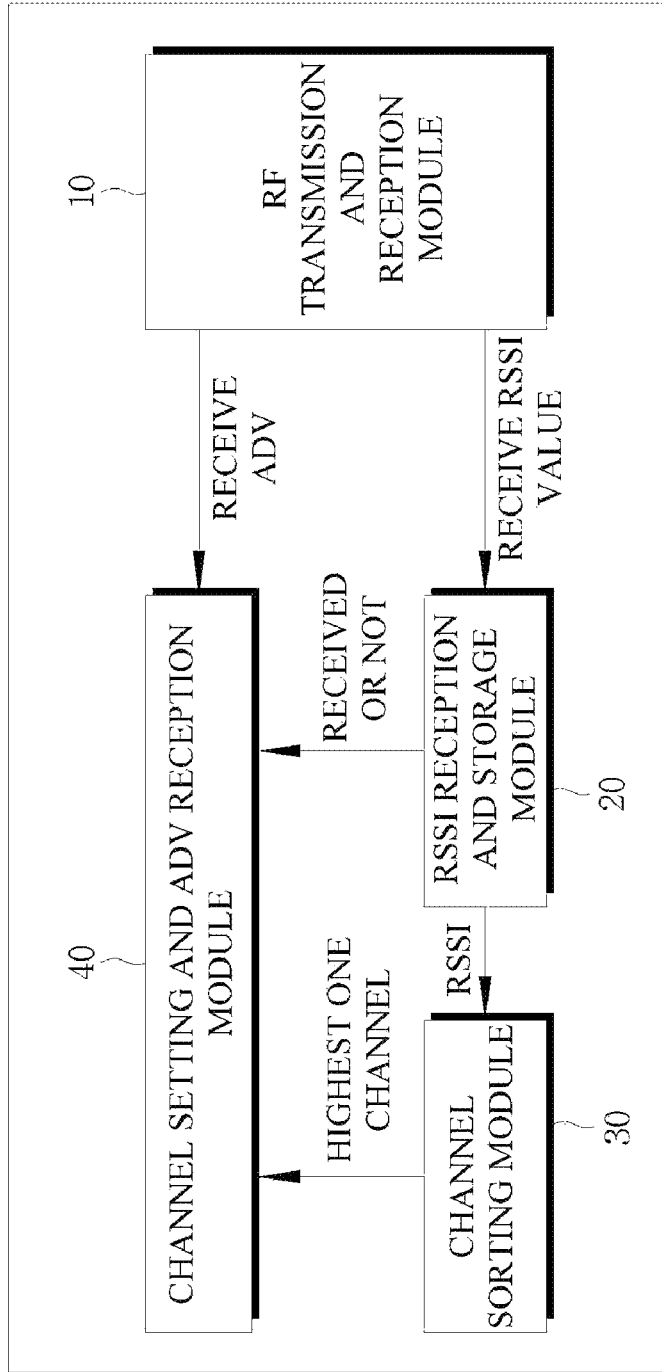 40
CHANNEL SETTING AND ADV RECEPTION
MODULE
RECEIVE
ADV
10
RF
TRANSMISSION
AND
RECEPTION
MODULE
HIGHEST ONE
CHANNEL
RECEIVED
OR NOT
CHANNEL
SORTING MODULE
30
RSSI
RSSI RECEPTION
AND STORAGE
MODULE
20
RECEIVE RSSI
VALUE